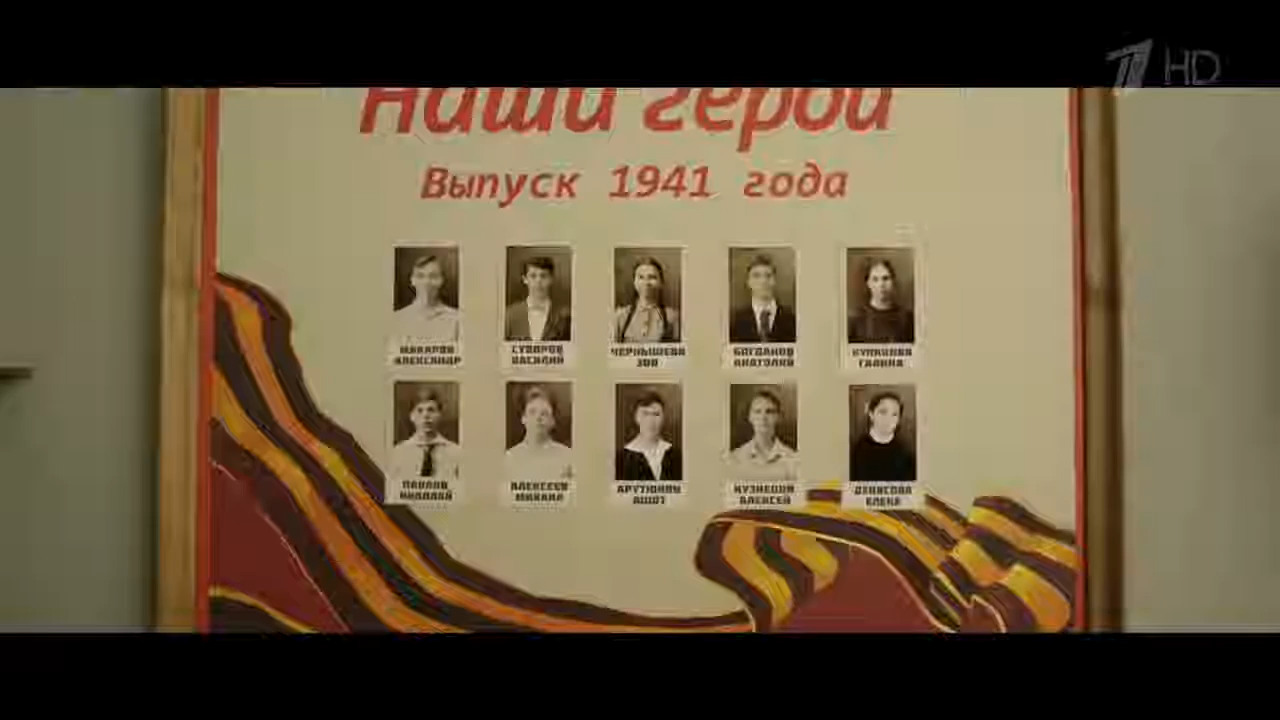 HD
Наши герои
Выпуск 1941 года
МАКАРОВ
АЛЕКСАНДР
СУВОРОВ
ВАСИЛИЙ
ЧЕРНЫШЕВА
ЗОЯ
БОГДАНОВ
АНАТОЛИЙ
КУЛИКОВА
ГАЛИНА
ПАВЛОВ
НИКОЛАЙ
АЛЕКСЕЕВ
МИХАИЛ
АРУТЮНЯН
АШОТ
КУЗНЕЦОВ
АЛЕКСЕЙ
ДЕНИСОВА
ЕЛЕНА